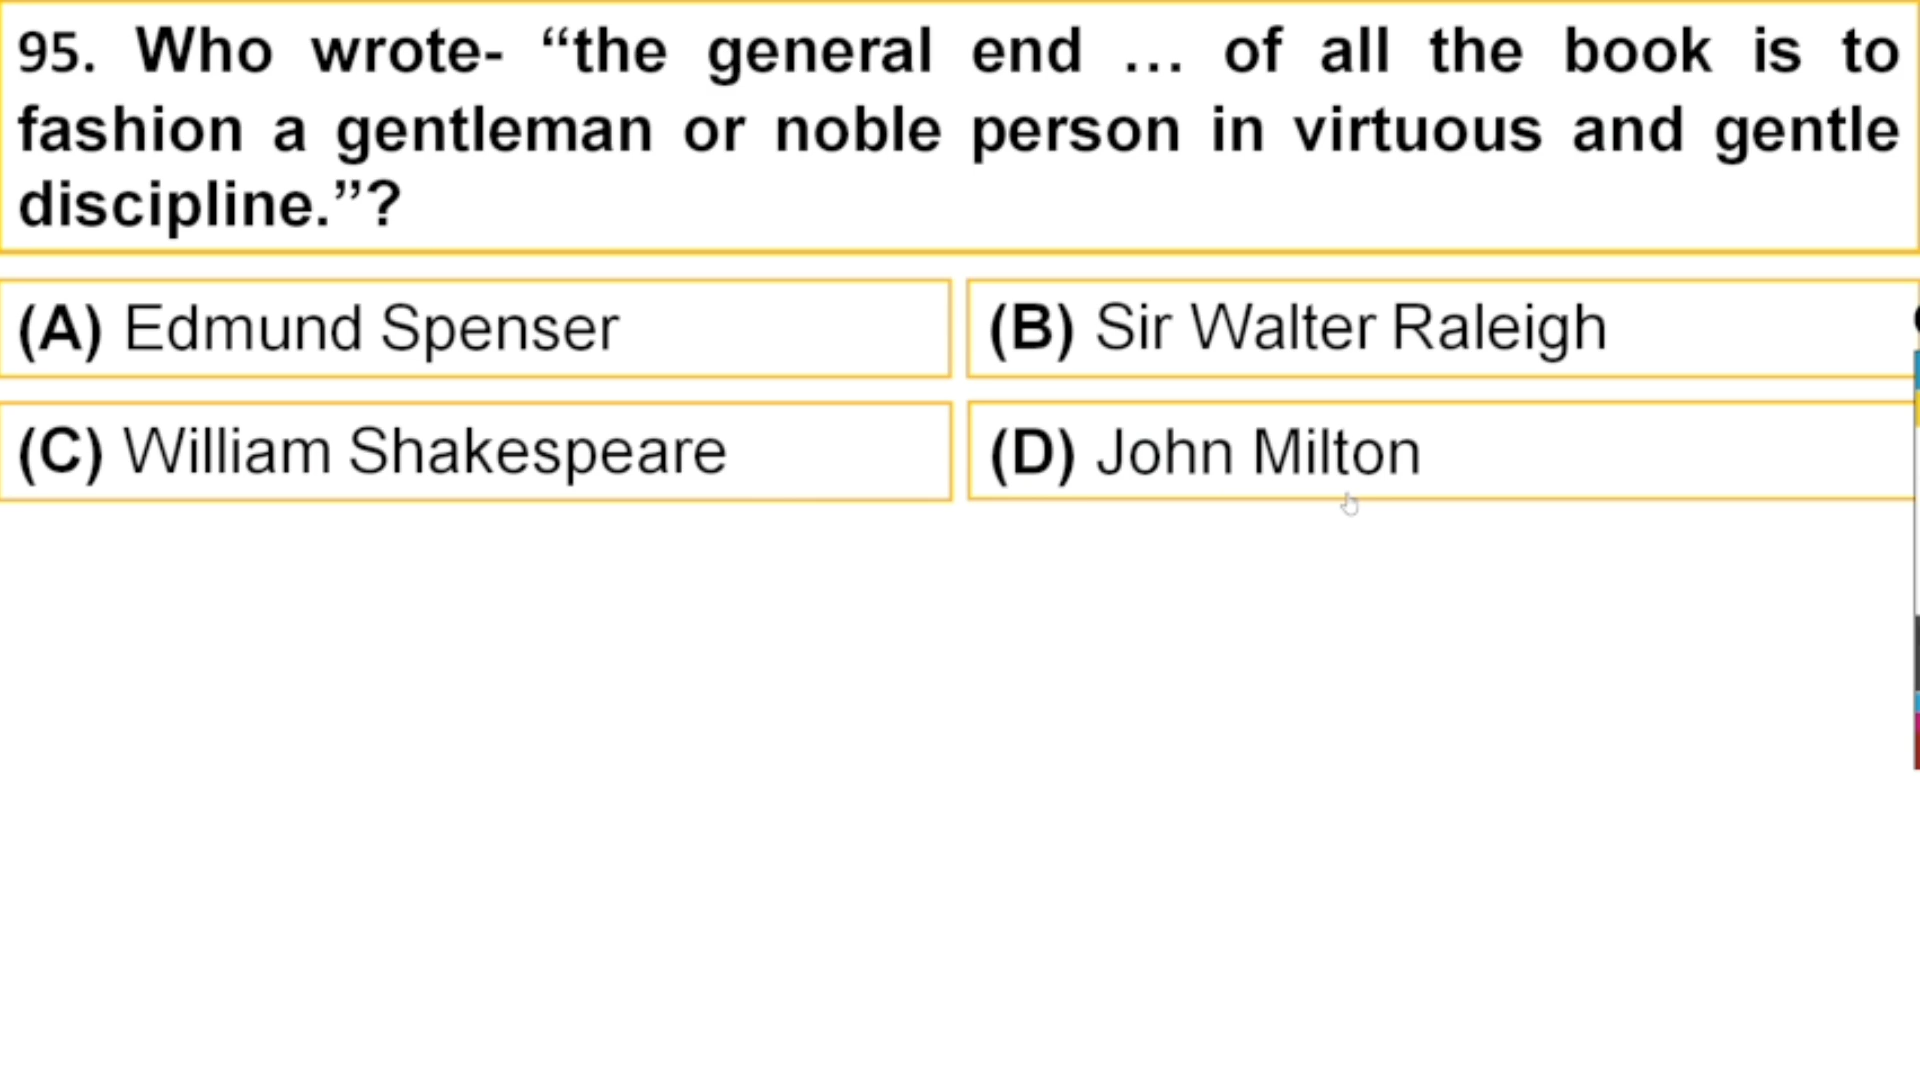 95. Who wrote- “the general end … of all the book is to
fashion a gentleman or noble person in virtuous and gentle
discipline.”?
(A) Edmund Spenser
(B) Sir Walter Raleigh
(C) William Shakespeare
(D) John Milton